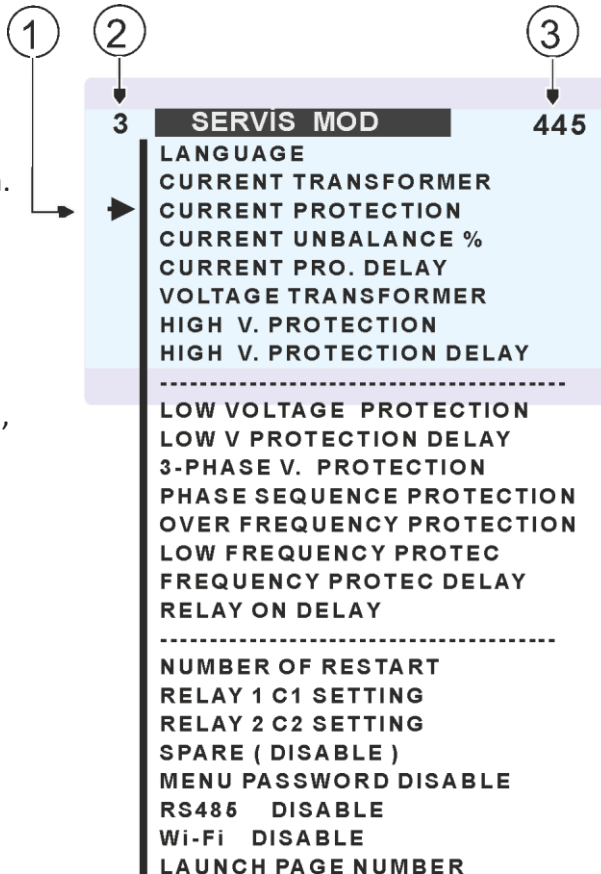 1 2 3
3 SERVİS MOD 445
LANGUAGE
n.
CURRENT TRANSFORMER
CURRENT PROTECTION
CURRENT UNBALANCE %
CURRENT PRO. DELAY
VOLTAGE TRANSFORMER
HIGH V. PROTECTION
HIGH V. PROTECTION DELAY
-----------------------------------------
LOW VOLTAGE PROTECTION
,
LOW V PROTECTION DELAY
3-PHASE V. PROTECTION
PHASE SEQUENCE PROTECTION
OVER FREQUENCY PROTECTION
LOW FREQUENCY PROTEC
FREQUENCY PROTEC DELAY
RELAY ON DELAY
----------------------------------------
NUMBER OF RESTART
RELAY 1 C1 SETTING
RELAY 2 C2 SETTING
SPARE ( DISABLE )
MENU PASSWORD DISABLE
RS485 DISABLE
Wi-Fi DISABLE
LAUNCH PAGE NUMBER